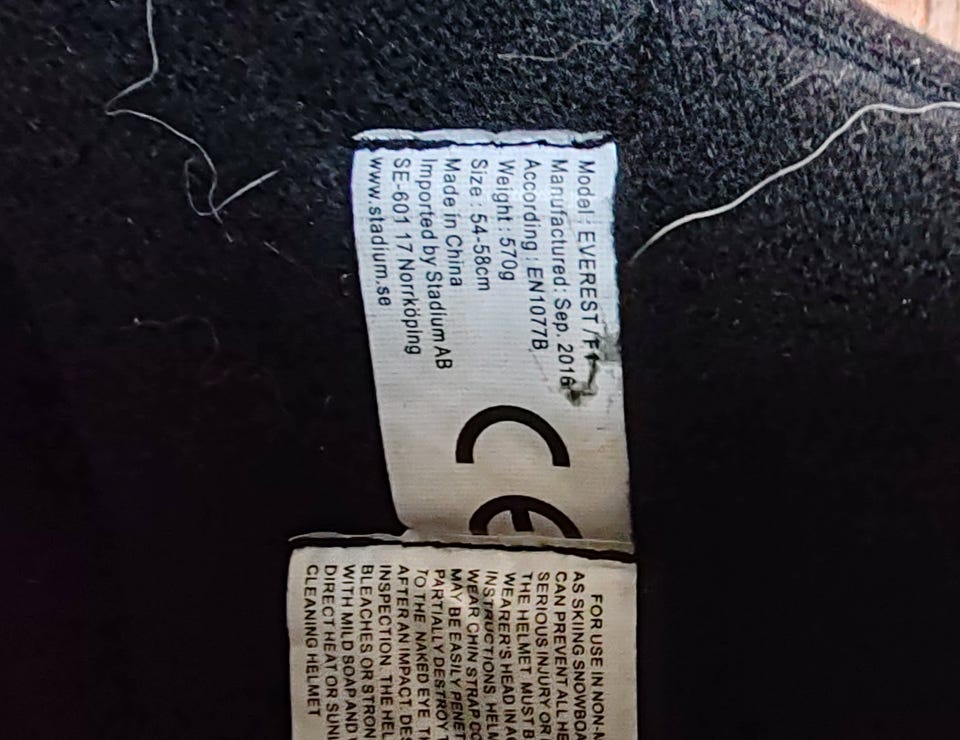 Model : EVEREST / F1
Manufactured : Sep. 2016
According : EN1077B
Weight : 570g
Size : 54-58cm
Made in China
Imported by Stadium AB
SE-601 17 Norrköping
www.stadium.se
CE
FOR USE IN NON-M
AS SKIING SNOWBOA
CAN PREVENT ALL HE
SERIOUS INJURY OR
THE HELMET MUST B
WEARER'S HEAD IN A
INSTRUCTIONS. HELM
WEAR CHIN STRAP
MAY BE EASILY PENET
PARTIALLY DESTROY T
TO THE NAKED EYE. T
AFTER AN IMPACT. DES
INSPECTION. THE HEL
BLEACHES OR STRON
WITH MILD SOAP AND
DIRECT HEAT OR SUN
CLEANING HELMET